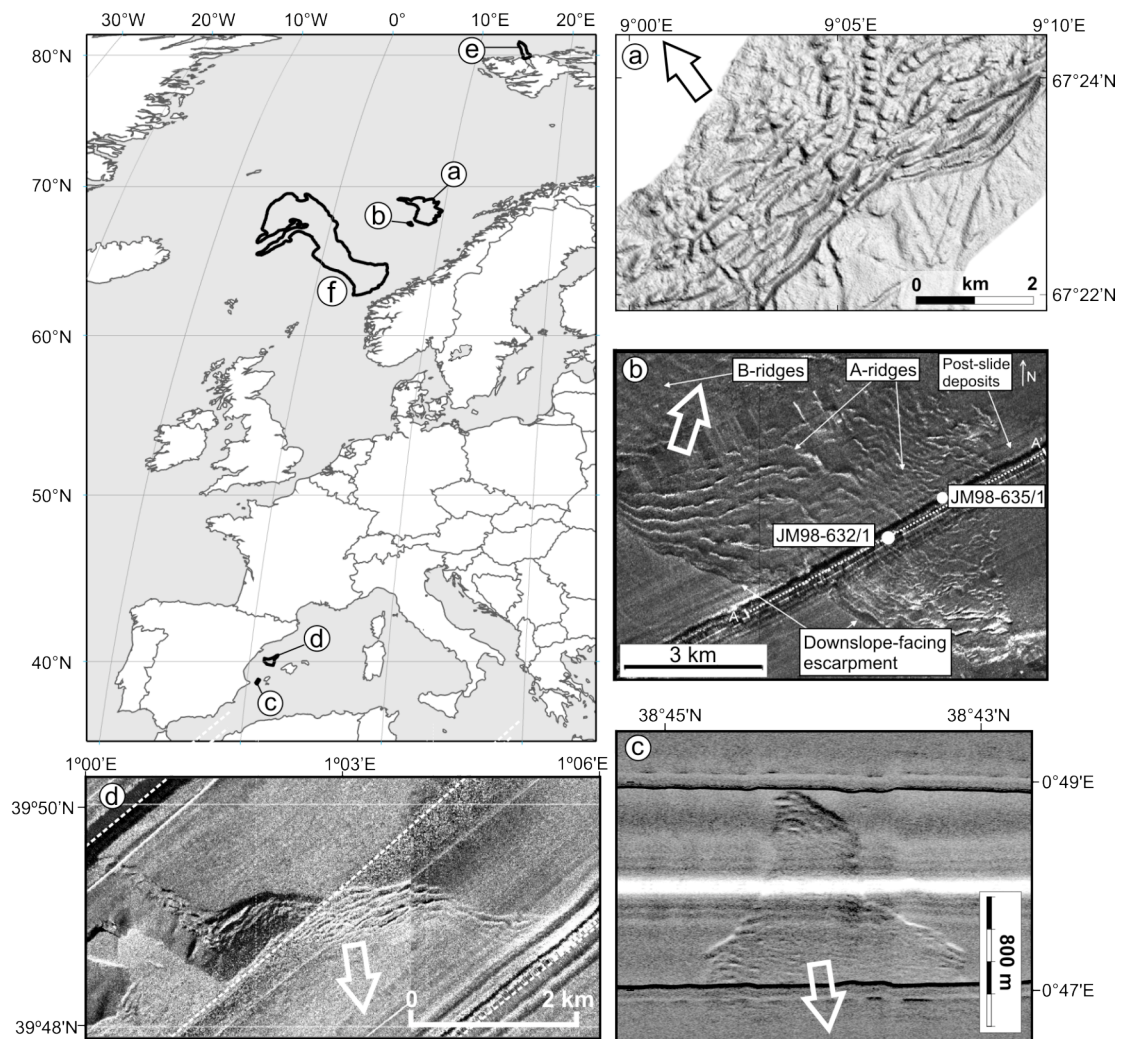 30°W 20°W 10°W 0° 10°E 20°E
80°N
70°N
60°N
50°N
40°N
e
a
b
f
d
c
9°00'E 9°05'E 9°10'E
a
67°24'N
67°22'N
0 km 2
b
B-ridges
A-ridges
Post-slide
deposits
N
A'
JM98-635/1
JM98-632/1
A
Downslope-facing
escarpment
3 km
1°00'E 1°03'E 1°06'E
39°50'N
39°48'N
d
0 2 km
38°45'N 38°43'N
c
0°49'E
0°47'E
800 m